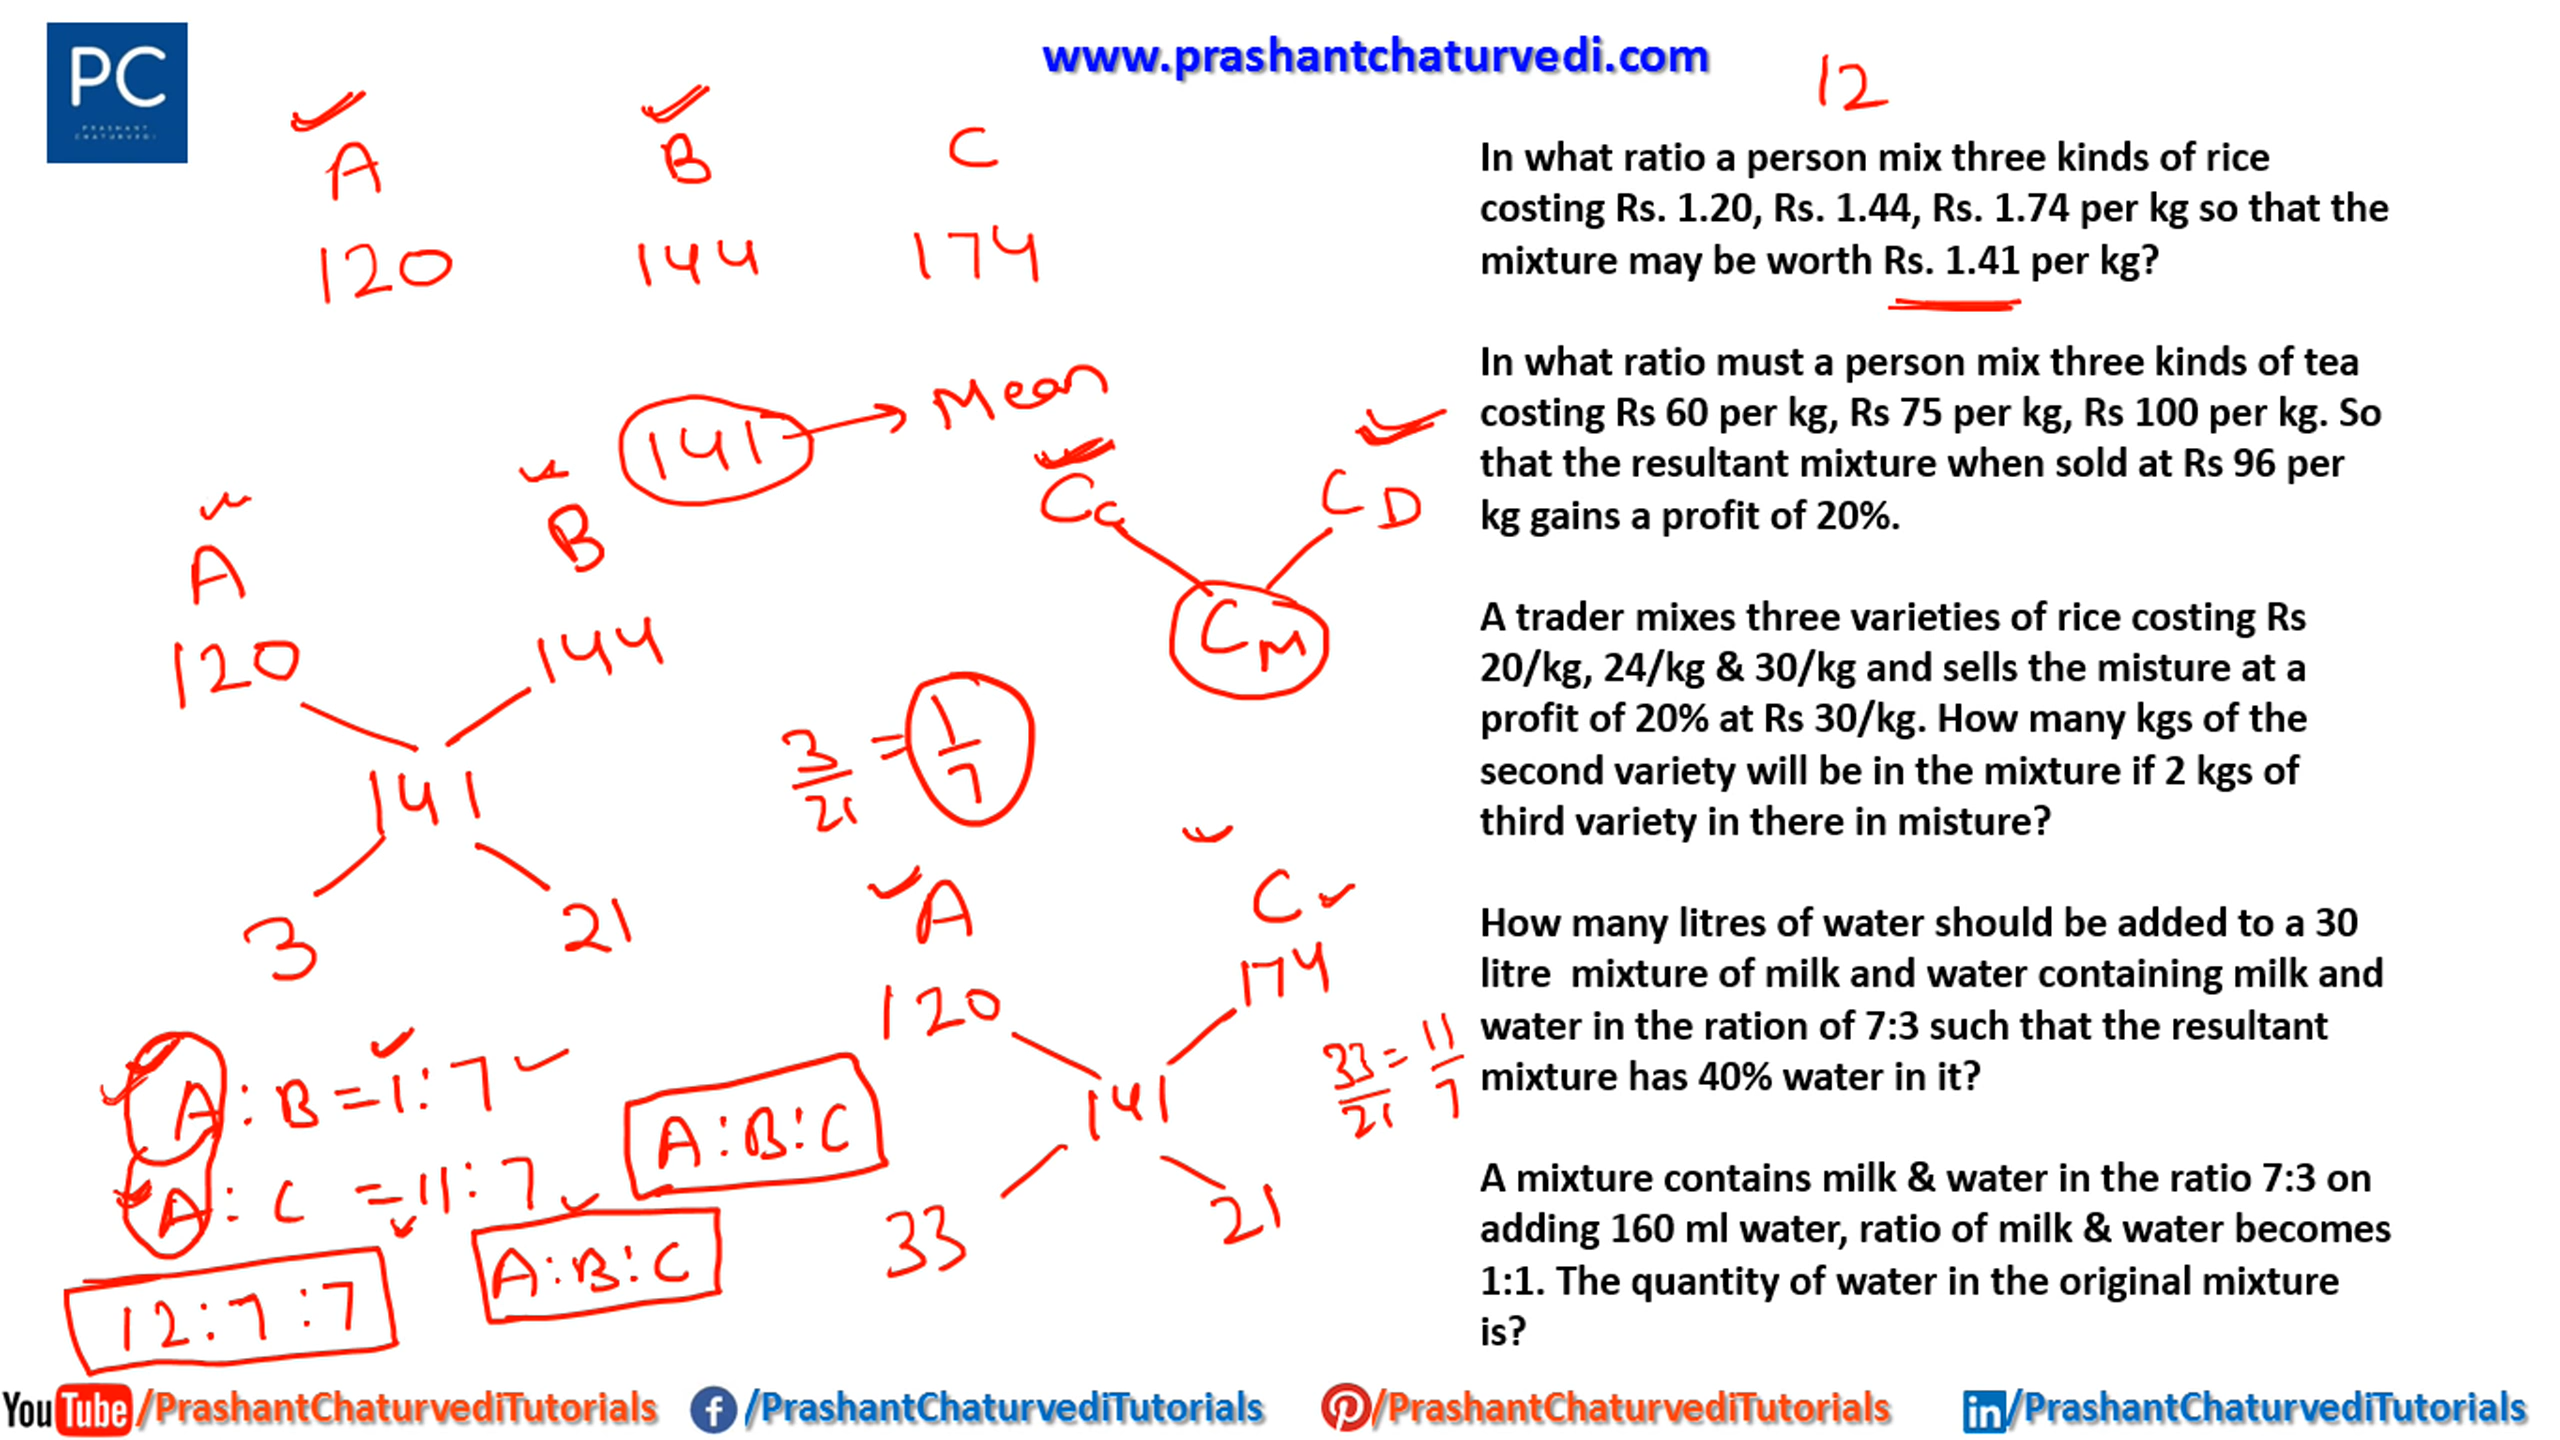 PC
PRASHANT
CHATURVEDI
www.prashantchaturvedi.com
12
A B C
120 144 174
141 → Mean
A B
120 144
141
3 21
Cc CD
CM
3/21 = 1/7
A C
120 174
141
33 21
33/21 = 11/7
A : B = 1 : 7
A : C = 11 : 7
A : B : C
A : B : C
12 : 7 : 7
In what ratio a person mix three kinds of rice
costing Rs. 1.20, Rs. 1.44, Rs. 1.74 per kg so that the
mixture may be worth Rs. 1.41 per kg?
In what ratio must a person mix three kinds of tea
costing Rs 60 per kg, Rs 75 per kg, Rs 100 per kg. So
that the resultant mixture when sold at Rs 96 per
kg gains a profit of 20%.
A trader mixes three varieties of rice costing Rs
20/kg, 24/kg & 30/kg and sells the misture at a
profit of 20% at Rs 30/kg. How many kgs of the
second variety will be in the mixture if 2 kgs of
third variety in there in misture?
How many litres of water should be added to a 30
litre mixture of milk and water containing milk and
water in the ration of 7:3 such that the resultant
mixture has 40% water in it?
A mixture contains milk & water in the ratio 7:3 on
adding 160 ml water, ratio of milk & water becomes
1:1. The quantity of water in the original mixture
is?
YouTube /PrashantChaturvediTutorials f /PrashantChaturvediTutorials /PrashantChaturvediTutorials in /PrashantChaturvediTutorials